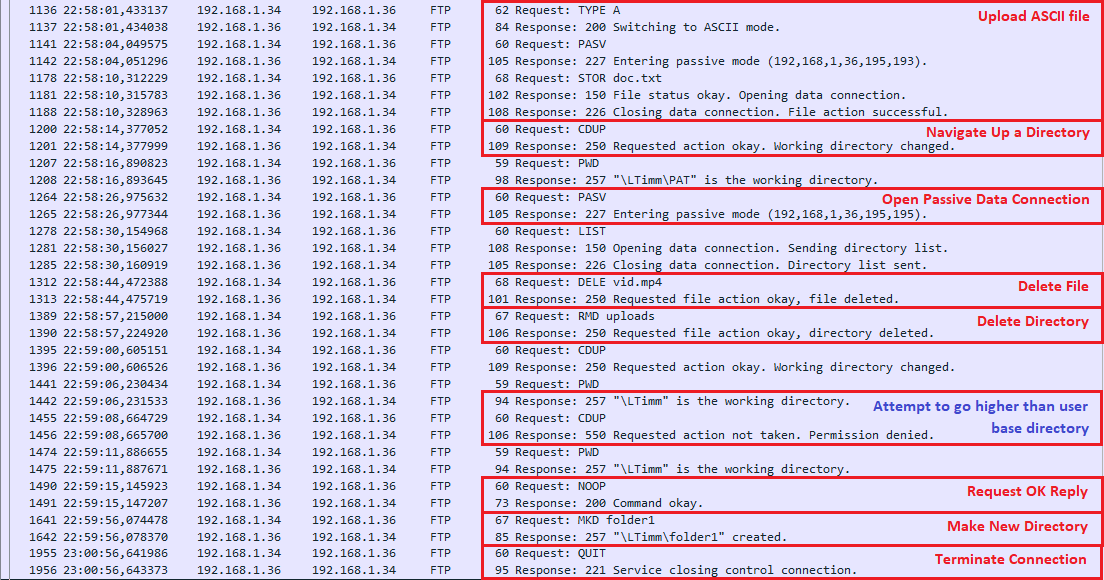 1136 22:58:01,433137 192.168.1.34 192.168.1.36 FTP 62 Request: TYPE A
Upload ASCII file
1137 22:58:01,434038 192.168.1.36 192.168.1.34 FTP 84 Response: 200 Switching to ASCII mode.
1141 22:58:04,049575 192.168.1.34 192.168.1.36 FTP 60 Request: PASV
1142 22:58:04,051296 192.168.1.36 192.168.1.34 FTP 105 Response: 227 Entering passive mode (192,168,1,36,195,193).
1178 22:58:10,312229 192.168.1.34 192.168.1.36 FTP 68 Request: STOR doc.txt
1181 22:58:10,315783 192.168.1.36 192.168.1.34 FTP 102 Response: 150 File status okay. Opening data connection.
1188 22:58:10,328963 192.168.1.36 192.168.1.34 FTP 108 Response: 226 Closing data connection. File action successful.
1200 22:58:14,377052 192.168.1.34 192.168.1.36 FTP 60 Request: CDUP
Navigate Up a Directory
1201 22:58:14,377999 192.168.1.36 192.168.1.34 FTP 109 Response: 250 Requested action okay. Working directory changed.
1207 22:58:16,890823 192.168.1.34 192.168.1.36 FTP 59 Request: PWD
1208 22:58:16,893645 192.168.1.36 192.168.1.34 FTP 98 Response: 257 "\LTimm\PAT" is the working directory.
1264 22:58:26,975632 192.168.1.34 192.168.1.36 FTP 60 Request: PASV
Open Passive Data Connection
1265 22:58:26,977344 192.168.1.36 192.168.1.34 FTP 105 Response: 227 Entering passive mode (192,168,1,36,195,195).
1278 22:58:30,154968 192.168.1.34 192.168.1.36 FTP 60 Request: LIST
1281 22:58:30,156027 192.168.1.36 192.168.1.34 FTP 108 Response: 150 Opening data connection. Sending directory list.
1285 22:58:30,160919 192.168.1.36 192.168.1.34 FTP 105 Response: 226 Closing data connection. Directory list sent.
1312 22:58:44,472388 192.168.1.34 192.168.1.36 FTP 68 Request: DELE vid.mp4
Delete File
1313 22:58:44,475719 192.168.1.36 192.168.1.34 FTP 101 Response: 250 Requested file action okay, file deleted.
1389 22:58:57,215000 192.168.1.34 192.168.1.36 FTP 67 Request: RMD uploads
Delete Directory
1390 22:58:57,224920 192.168.1.36 192.168.1.34 FTP 106 Response: 250 Requested file action okay, directory deleted.
1395 22:59:00,605151 192.168.1.34 192.168.1.36 FTP 60 Request: CDUP
1396 22:59:00,606526 192.168.1.36 192.168.1.34 FTP 109 Response: 250 Requested action okay. Working directory changed.
1441 22:59:06,230434 192.168.1.34 192.168.1.36 FTP 59 Request: PWD
1442 22:59:06,231533 192.168.1.36 192.168.1.34 FTP 94 Response: 257 "\LTimm" is the working directory.
Attempt to go higher than user
1455 22:59:08,664729 192.168.1.34 192.168.1.36 FTP 60 Request: CDUP
base directory
1456 22:59:08,665700 192.168.1.36 192.168.1.34 FTP 106 Response: 550 Requested action not taken. Permission denied.
1474 22:59:11,886655 192.168.1.34 192.168.1.36 FTP 59 Request: PWD
1475 22:59:11,887671 192.168.1.36 192.168.1.34 FTP 94 Response: 257 "\LTimm" is the working directory.
1490 22:59:15,145923 192.168.1.34 192.168.1.36 FTP 60 Request: NOOP
Request OK Reply
1491 22:59:15,147207 192.168.1.36 192.168.1.34 FTP 73 Response: 200 Command okay.
1641 22:59:56,074478 192.168.1.34 192.168.1.36 FTP 67 Request: MKD folder1
Make New Directory
1642 22:59:56,078370 192.168.1.36 192.168.1.34 FTP 85 Response: 257 "\LTimm\folder1" created.
1955 23:00:56,641986 192.168.1.34 192.168.1.36 FTP 60 Request: QUIT
Terminate Connection
1956 23:00:56,643373 192.168.1.36 192.168.1.34 FTP 95 Response: 221 Service closing control connection.